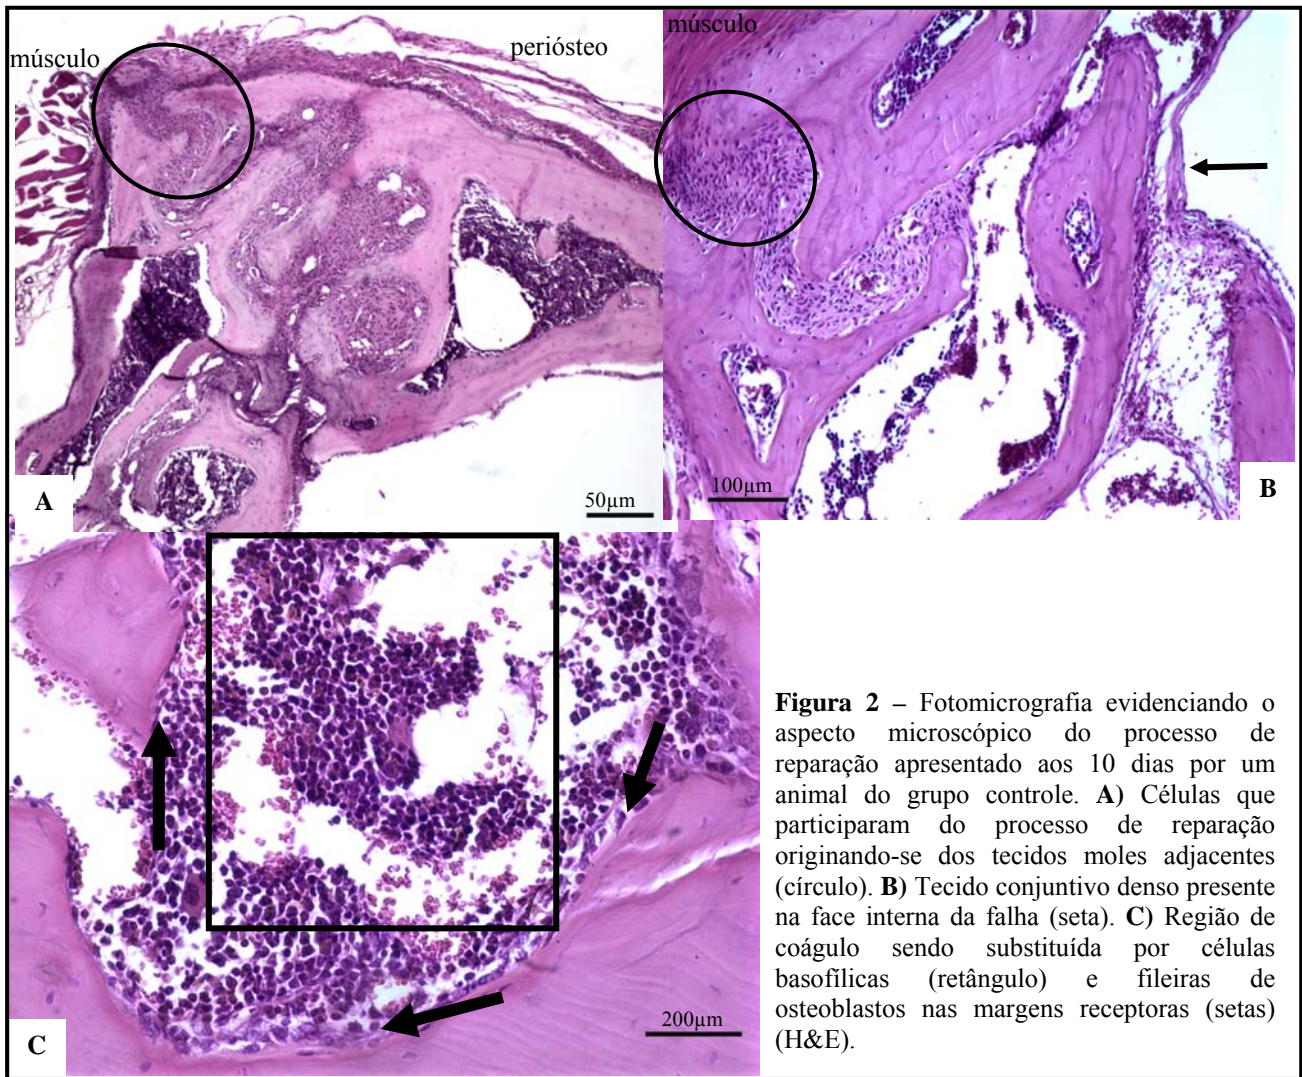 músculo
periósteo
A
50µm
músculo
100µm
B
C
200µm
Figura 2 – Fotomicrografia evidenciando o
aspecto microscópico do processo de
reparação apresentado aos 10 dias por um
animal do grupo controle. A) Células que
participaram do processo de reparação
originando-se dos tecidos moles adjacentes
(círculo). B) Tecido conjuntivo denso presente
na face interna da falha (seta). C) Região de
coágulo sendo substituída por células
basofílicas (retângulo) e fileiras de
osteoblastos nas margens receptoras (setas)
(H&E).